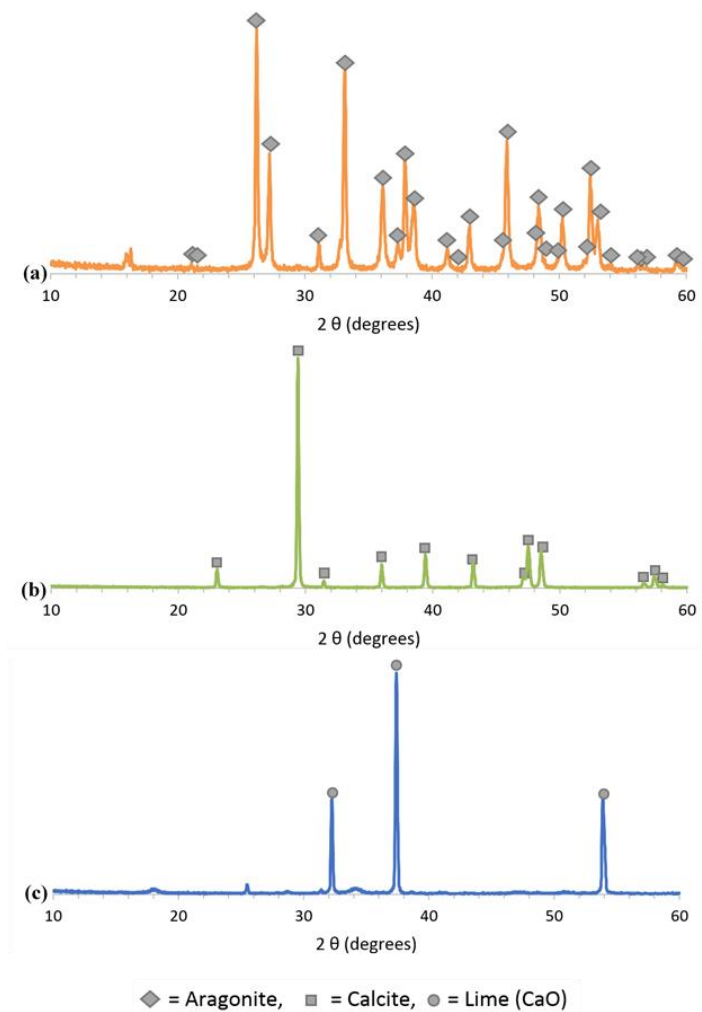 (a)
10 20 30 40 50 60
2 θ (degrees)
(b)
10 20 30 40 50 60
2 θ (degrees)
(c)
10 20 30 40 50 60
2 θ (degrees)
= Aragonite, = Calcite, = Lime (CaO)